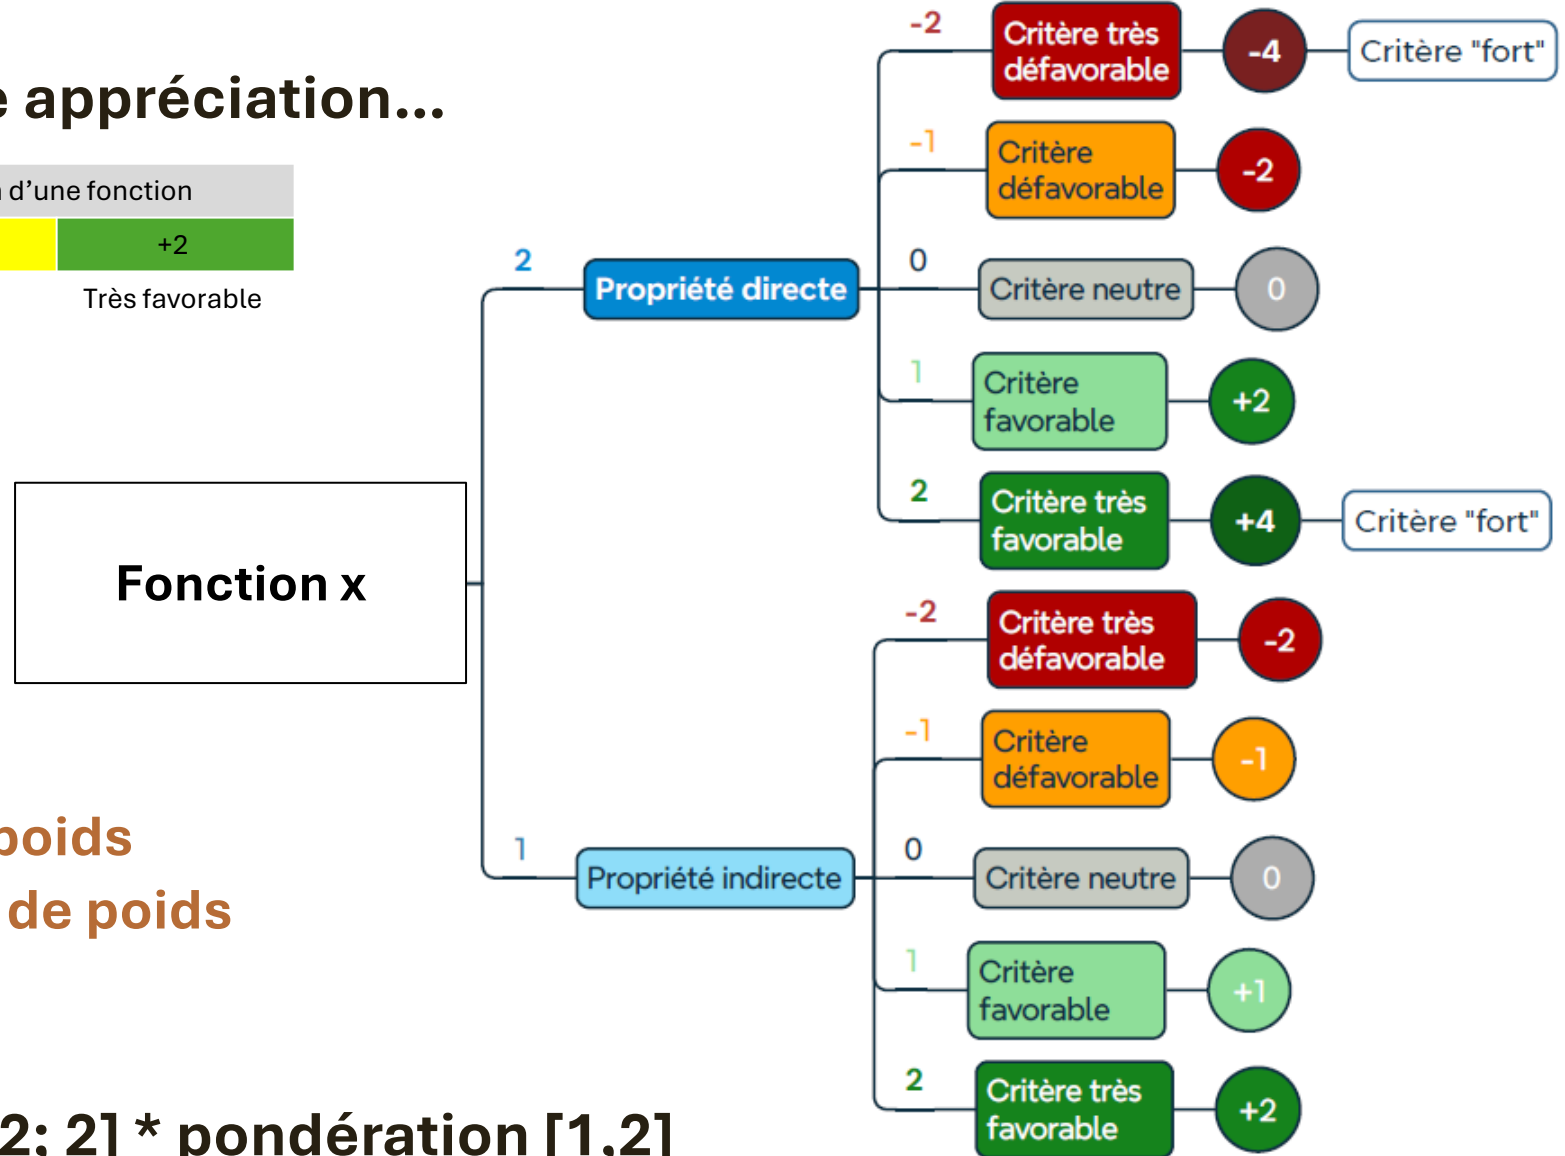 e appréciation...
d’une fonction
+2
Très favorable
Fonction x
poids
de poids
2; 2] * pondération [1,2]
2
Propriété directe
-2
Critère très
défavorable
-4
Critère "fort"
-1
Critère
défavorable
-2
0
Critère neutre
0
1
Critère
favorable
+2
2
Critère très
favorable
+4
Critère "fort"
1
Propriété indirecte
-2
Critère très
défavorable
-2
-1
Critère
défavorable
-1
0
Critère neutre
0
1
Critère
favorable
+1
2
Critère très
favorable
+2